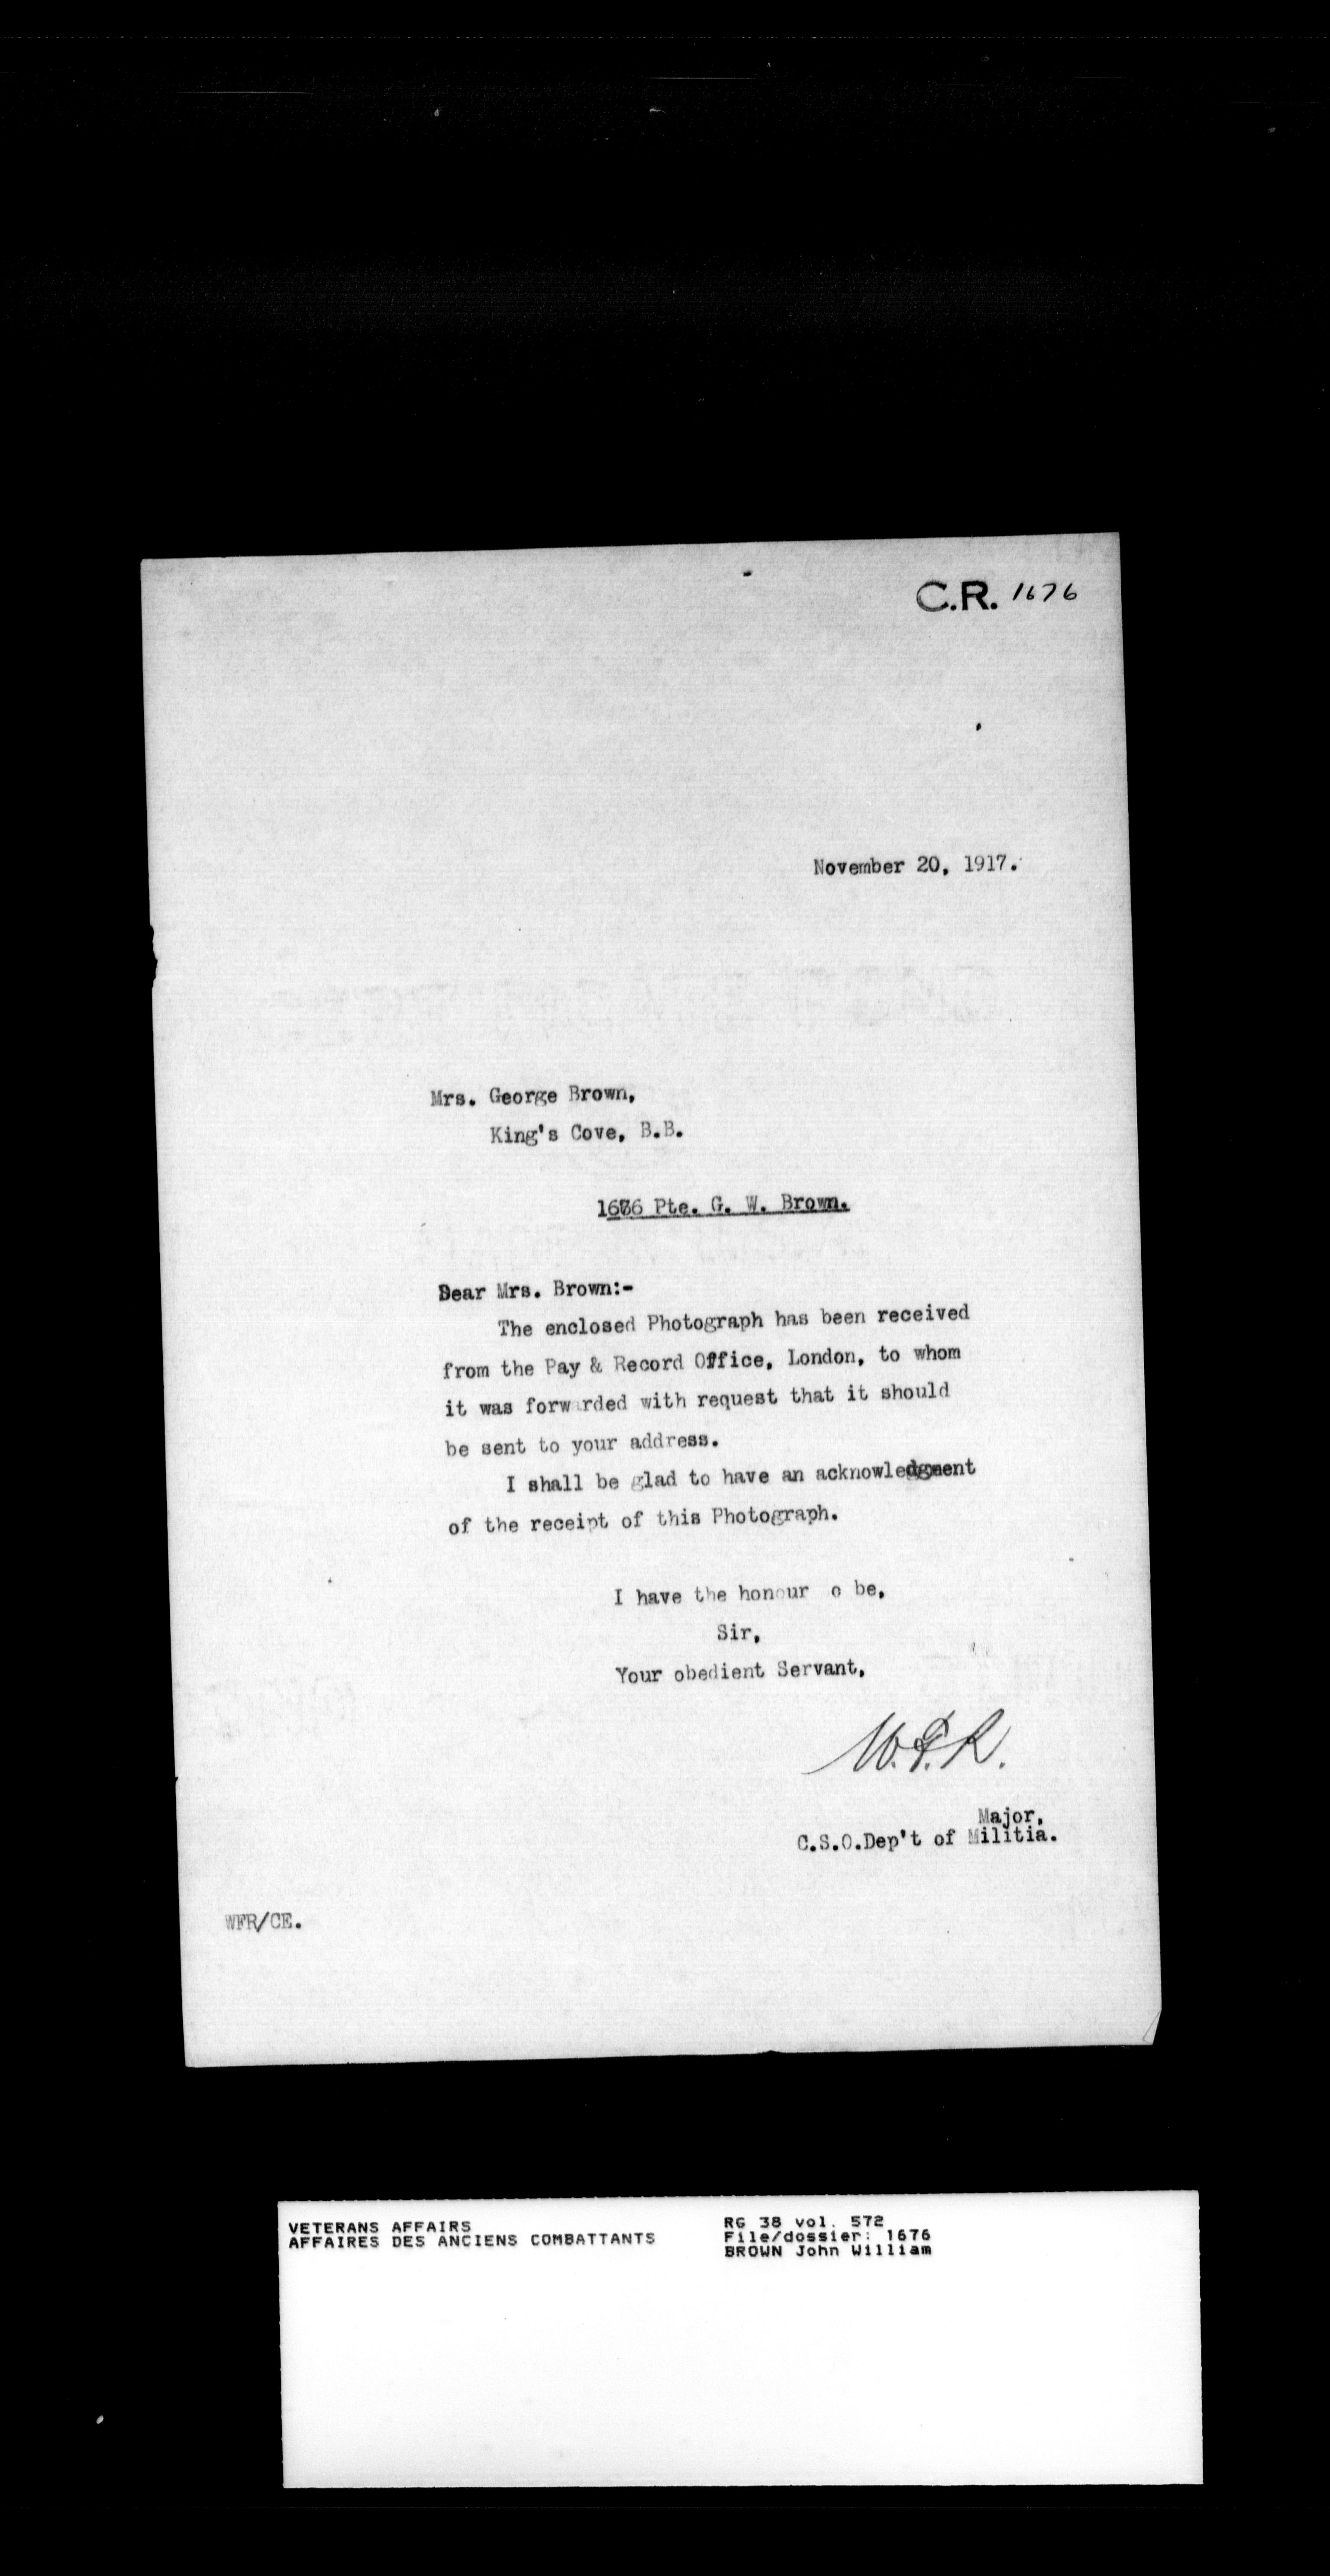 C.R. 1676
November 20, 1917.
Mrs. George Brown,
King's Cove, B.B.
1676 Pte. G. W. Brown.
Dear Mrs. Brown:-
The enclosed Photograph has been received
from the Pay & Record Office, London, to whom
it was forwarded with request that it should
be sent to your address.
I shall be glad to have an acknowledgment
of the receipt of this Photograph.
I have the honour o be,
Sir,
Your obedient Servant,
W.F.R.
Major,
C.S.O.Dep't of Militia.
WFR/CE.
VETERANS AFFAIRS
AFFAIRES DES ANCIENS COMBATTANTS
RG 38 vol. 572
File/dossier: 1676
BROWN John William